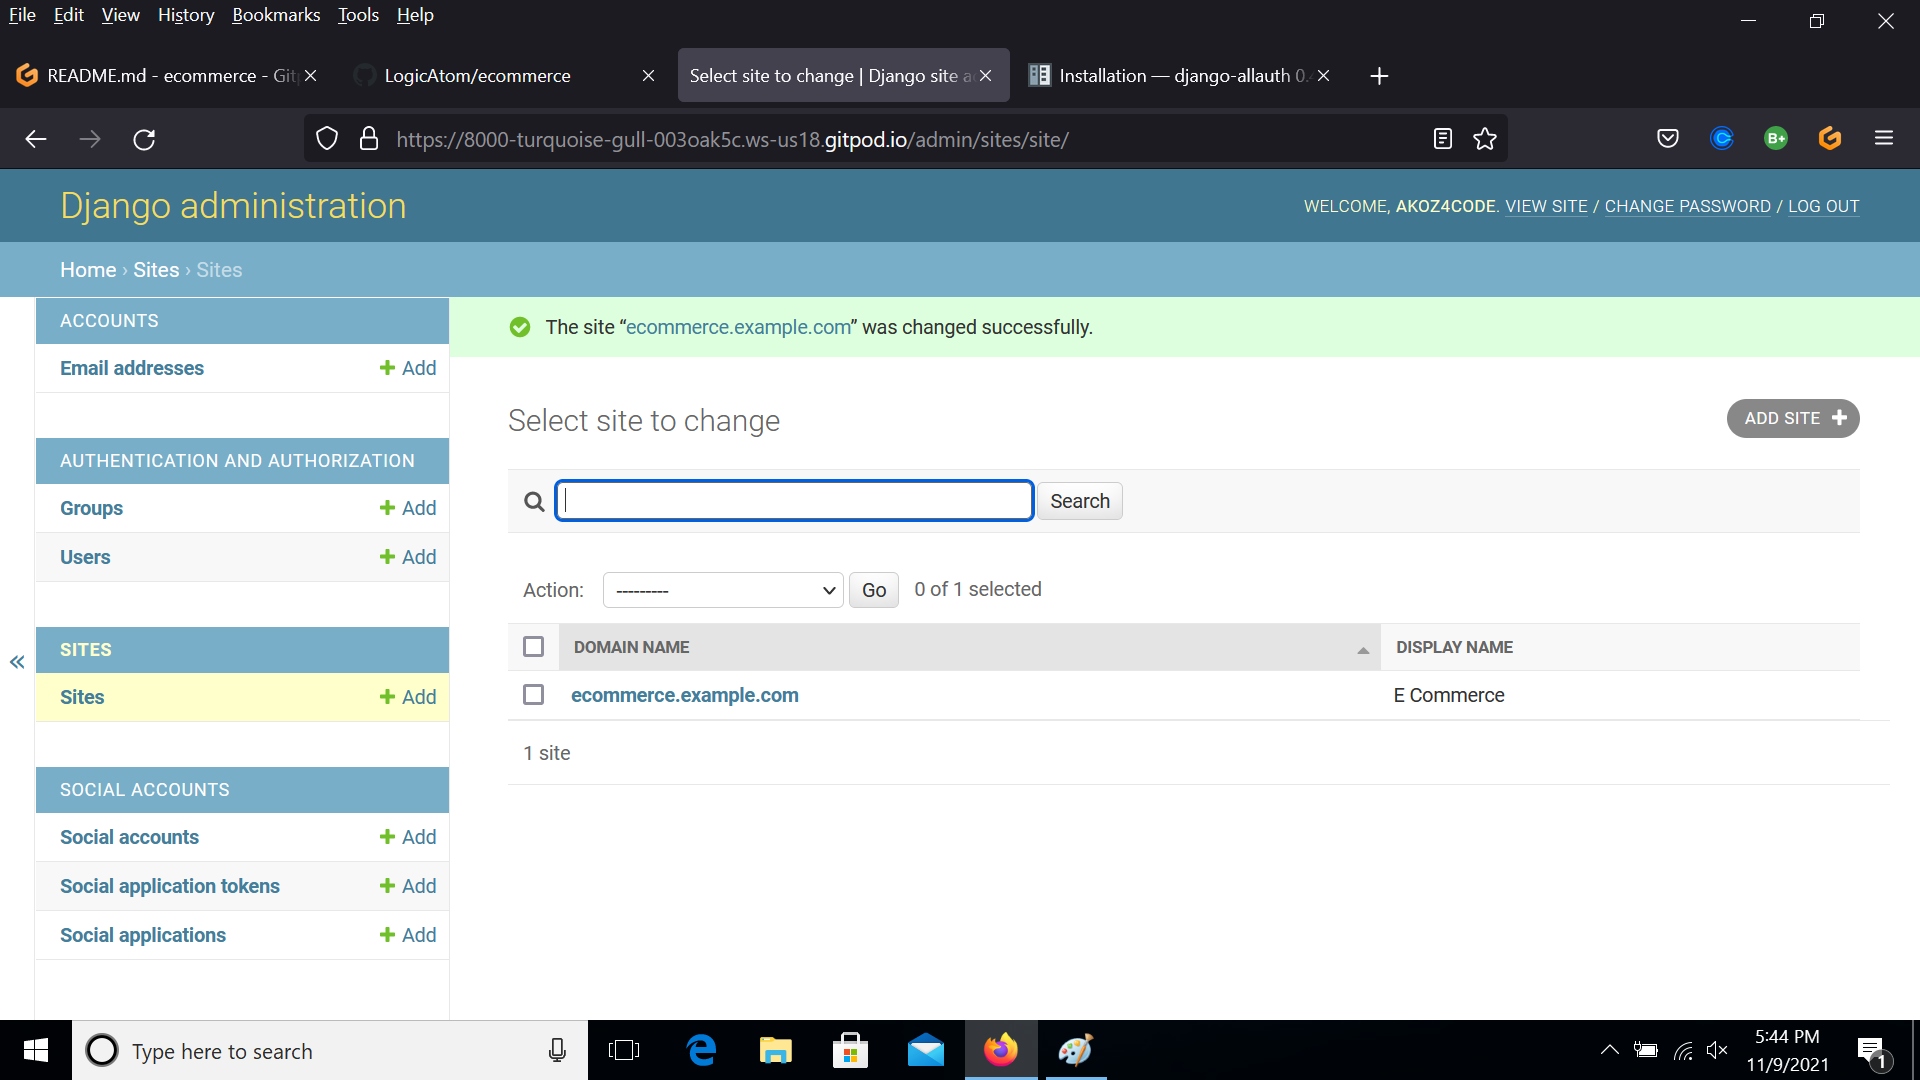 File Edit View History Bookmarks Tools Help
README.md - ecommerce - Git
LogicAtom/ecommerce
Select site to change | Django site a
Installation — django-allauth 0.
https://8000-turquoise-gull-003oak5c.ws-us18.gitpod.io/admin/sites/site/
B+
Django administration
WELCOME, AKOZ4CODE. VIEW SITE / CHANGE PASSWORD / LOG OUT
Home › Sites › Sites
ACCOUNTS
Email addresses + Add
AUTHENTICATION AND AUTHORIZATION
Groups + Add
Users + Add
SITES
Sites + Add
SOCIAL ACCOUNTS
Social accounts + Add
Social application tokens + Add
Social applications + Add
«
The site “ecommerce.example.com” was changed successfully.
Select site to change
ADD SITE +
Search
Action: --------- Go 0 of 1 selected
DOMAIN NAME DISPLAY NAME
ecommerce.example.com E Commerce
1 site
Type here to search
5:44 PM
11/9/2021
1